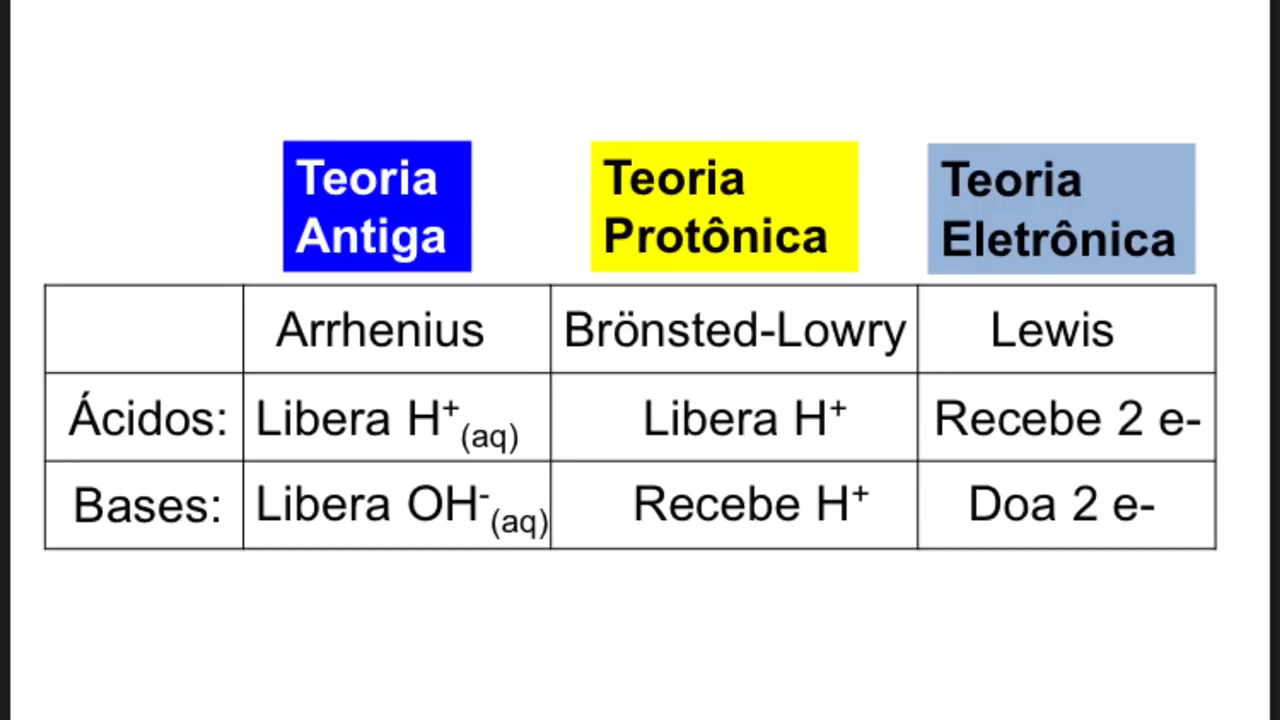 Teoria
Antiga
Teoria
Protônica
Teoria
Eletrônica
Arrhenius Brönsted-Lowry Lewis
Ácidos: Libera H⁺(aq) Libera H⁺ Recebe 2 e-
Bases: Libera OH⁻(aq) Recebe H⁺ Doa 2 e-